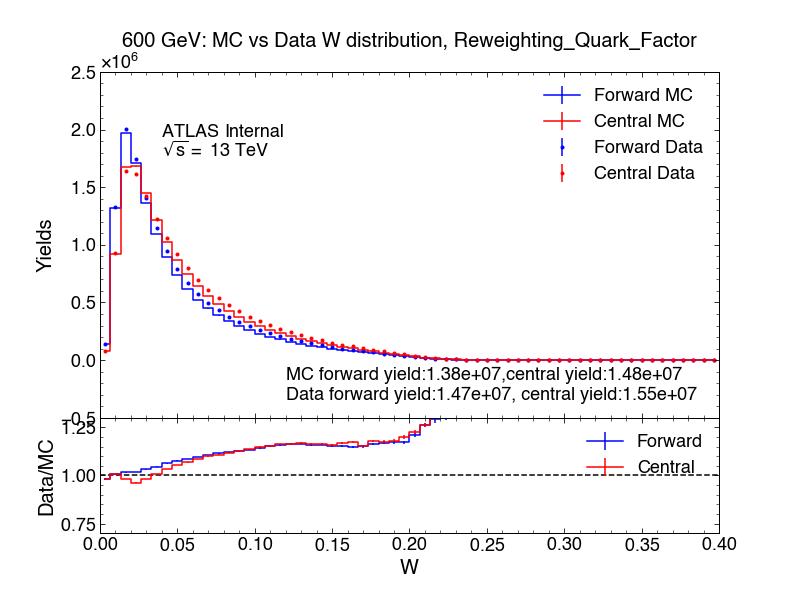 600 GeV: MC vs Data W distribution, Reweighting_Quark_Factor
×10⁶
2.5
2.0
1.5
1.0
0.5
0.0
-0.5
Yields
ATLAS Internal
√s = 13 TeV
Forward MC
Central MC
Forward Data
Central Data
MC forward yield:1.38e+07,central yield:1.48e+07
Data forward yield:1.47e+07, central yield:1.55e+07
1.25
1.00
0.75
Data/MC
Forward
Central
0.00 0.05 0.10 0.15 0.20 0.25 0.30 0.35 0.40
W